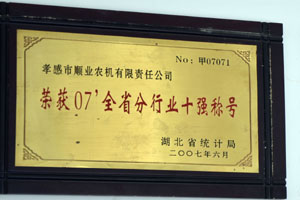 No: 甲07071
孝感市顺业农机有限责任公司
荣获07'全省分行业十强称号
湖北省统计局
二〇〇七年六月